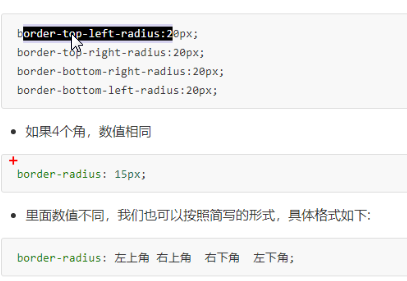 border-top-left-radius:20px;
border-top-right-radius:20px;
border-bottom-right-radius:20px;
border-bottom-left-radius:20px;
如果4个角，数值相同
border-radius: 15px;
里面数值不同，我们也可以按照简写的形式，具体格式如下:
border-radius: 左上角 右上角  右下角  左下角;